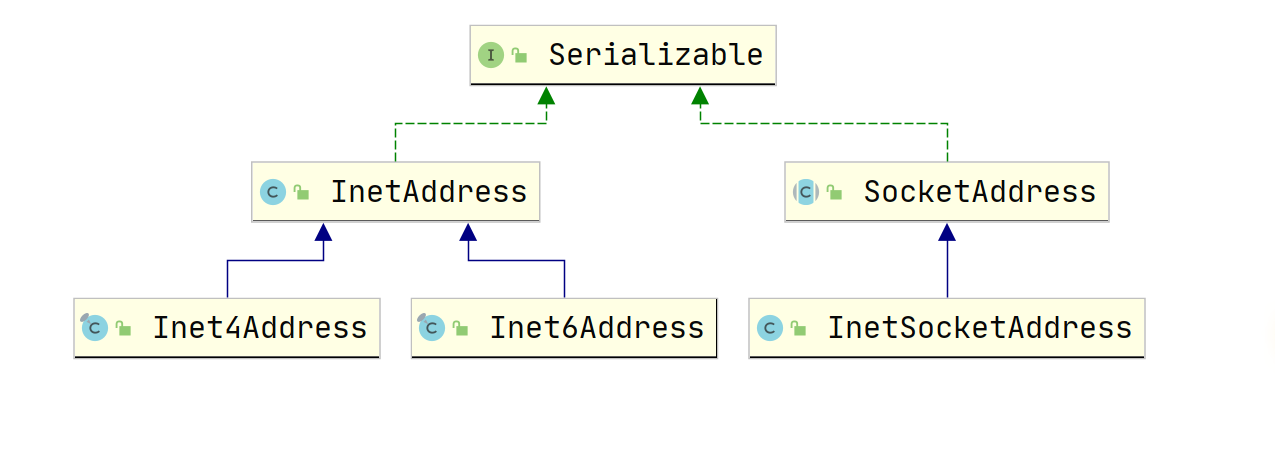 I Serializable
C InetAddress
C SocketAddress
C Inet4Address
C Inet6Address
C InetSocketAddress